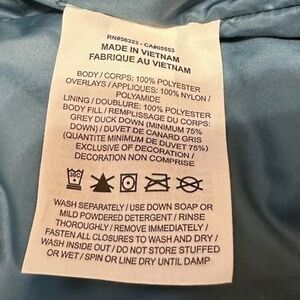 RN#56323 - CA#05553
MADE IN VIETNAM
FABRIQUE AU VIETNAM
BODY / CORPS: 100% POLYESTER
OVERLAYS / APPLIQUES: 100% NYLON /
POLYAMIDE
LINING / DOUBLURE: 100% POLYESTER
BODY FILL / REMPLISSAGE DU CORPS:
GREY DUCK DOWN (MINIMUM 75%
DOWN) / DUVET DE CANARD GRIS
(QUANTITE MINIMUM DE DUVET 75%)
EXCLUSIVE OF DECORATION /
DECORATION NON COMPRISE
WASH SEPARATELY / USE DOWN SOAP OR
MILD POWDERED DETERGENT / RINSE
THOROUGHLY / REMOVE IMMEDIATELY /
FASTEN ALL CLOSURES TO WASH AND DRY /
WASH INSIDE OUT / DO NOT STORE STUFFED
OR WET / SPIN OR LINE DRY UNTIL DAMP